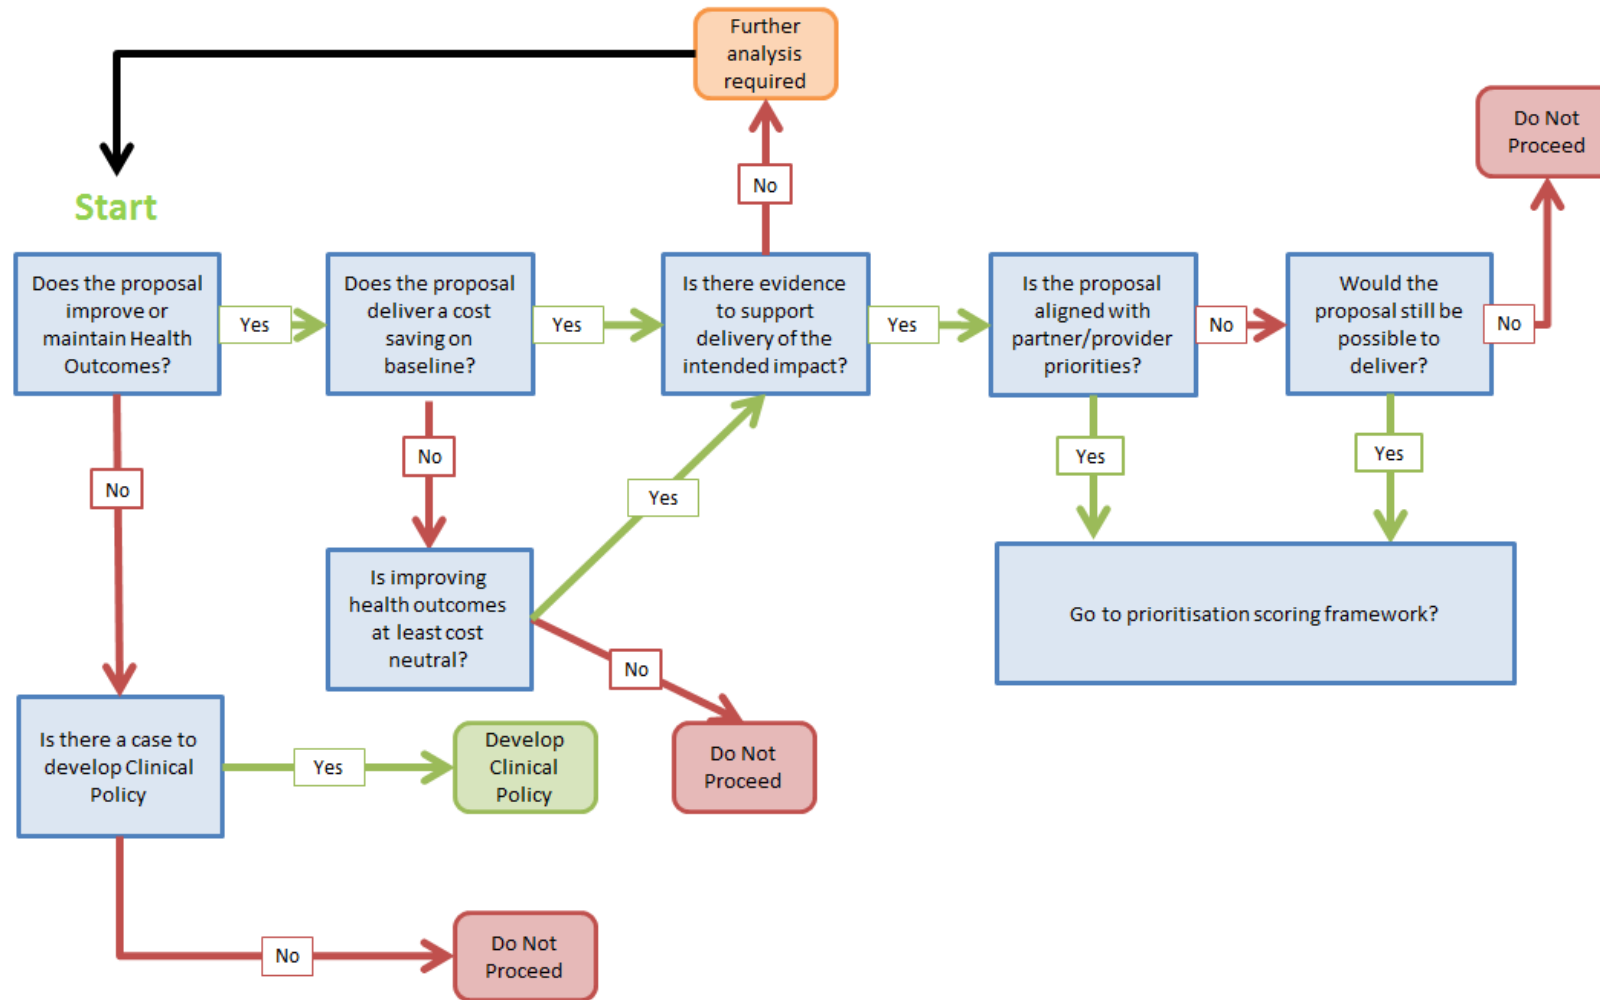 Further
analysis
required
Do Not
Proceed
No
Start
Does the proposal
improve or
maintain Health
Outcomes?
Yes
Does the proposal
deliver a cost
saving on
baseline?
Yes
Is there evidence
to support
delivery of the
intended impact?
Yes
Is the proposal
aligned with
partner/provider
priorities?
No
Would the
proposal still be
possible to
deliver?
No
No
No
Yes
Yes
Yes
Is improving
health outcomes
at least cost
neutral?
No
Go to prioritisation scoring framework?
Is there a case to
develop Clinical
Policy
Yes
Develop
Clinical
Policy
Do Not
Proceed
No
Do Not
Proceed